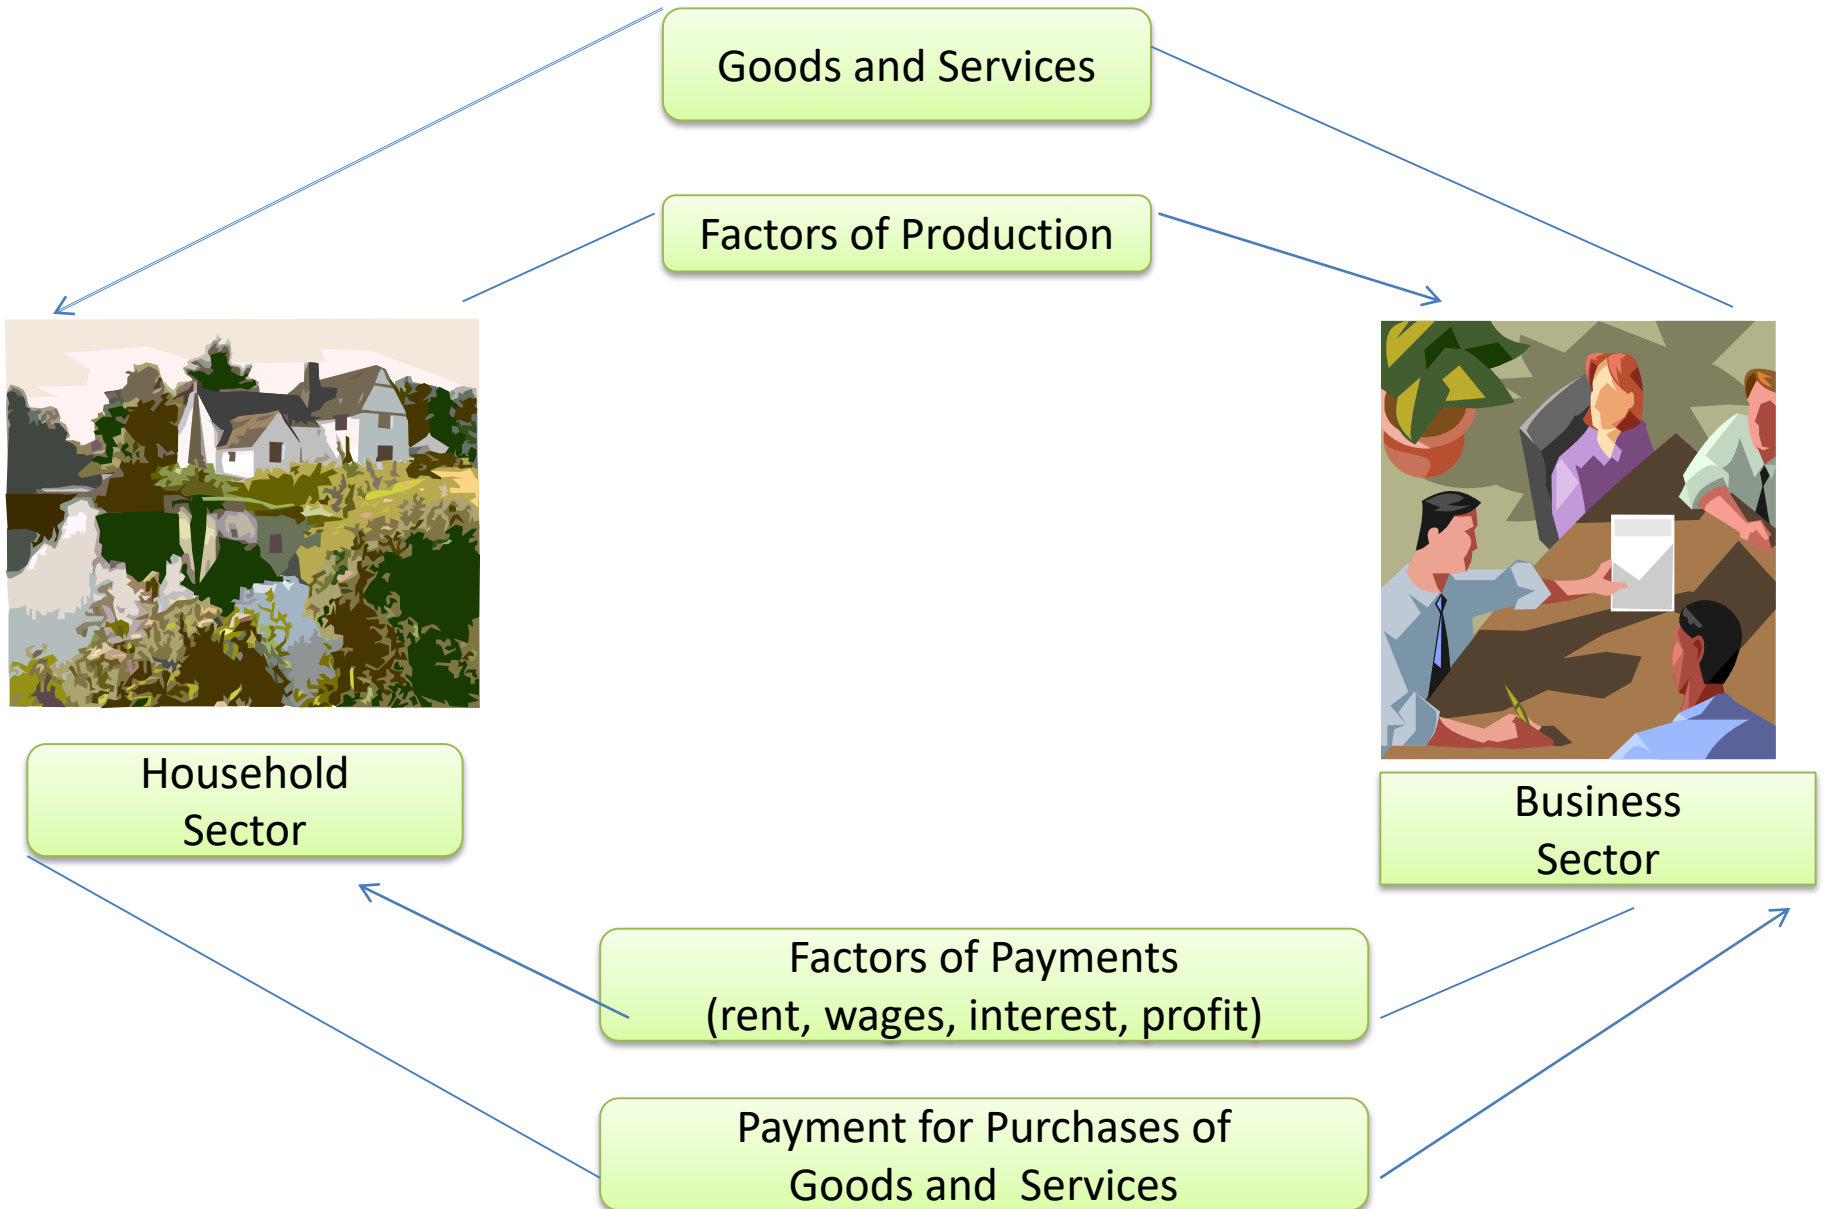 Goods and Services
Factors of Production
Household
Sector
Business
Sector
Factors of Payments
(rent, wages, interest, profit)
Payment for Purchases of
Goods and  Services